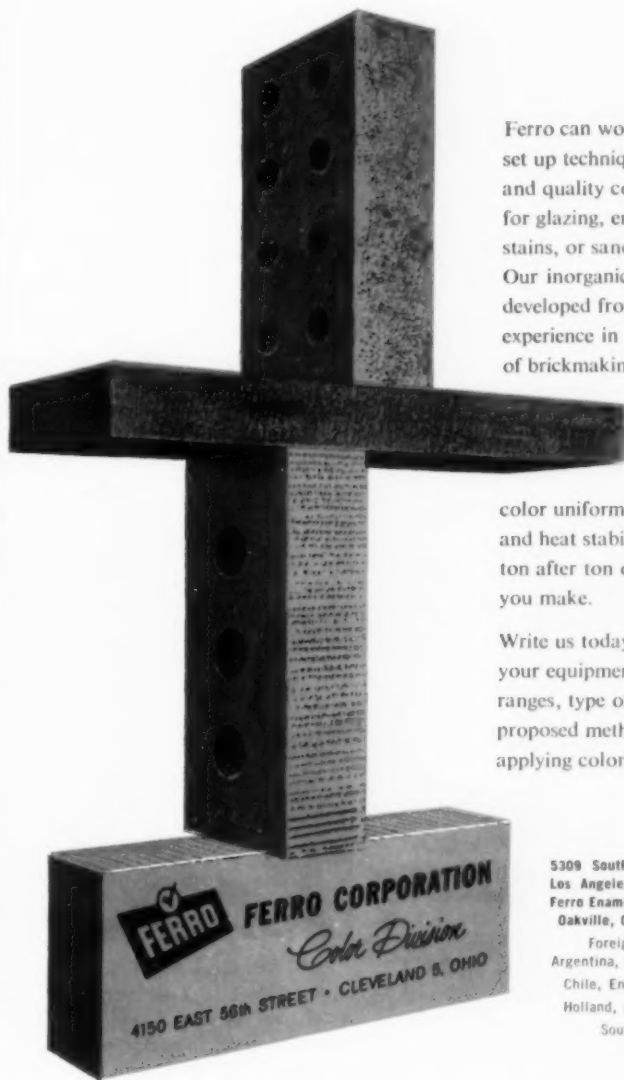 Ferro can wo
set up techniq
and quality co
for glazing, en
stains, or sand
Our inorganic
developed fro
experience in
of brickmakin
color uniform
and heat stabi
ton after ton o
you make.
Write us today
your equipmen
ranges, type o
proposed meth
applying color
FERRO
FERRO CORPORATION
Color Division
4150 EAST 56th STREET • CLEVELAND 5, OHIO
5309 South
Los Angele
Ferro Enam
Oakville, O
Foreig
Argentina,
Chile, En
Holland,
Sou